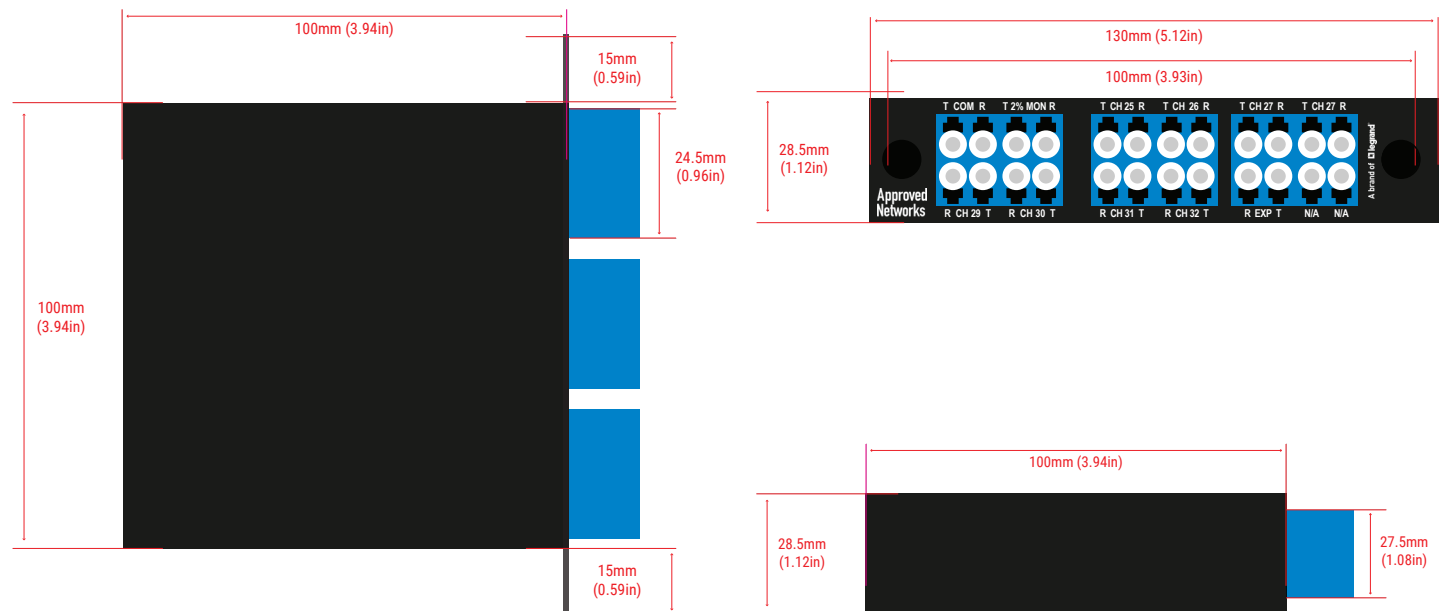 100mm (3.94in)
15mm
(0.59in)
24.5mm
(0.96in)
100mm
(3.94in)
15mm
(0.59in)
130mm (5.12in)
100mm (3.93in)
28.5mm
(1.12in)
T COM R T 2% MON R T CH 25 R T CH 26 R T CH 27 R T CH 27 R
Approved
Networks
R CH 29 T R CH 30 T R CH 31 T R CH 32 T R EXP T N/A N/A
A brand of legrand
100mm (3.94in)
28.5mm
(1.12in)
27.5mm
(1.08in)